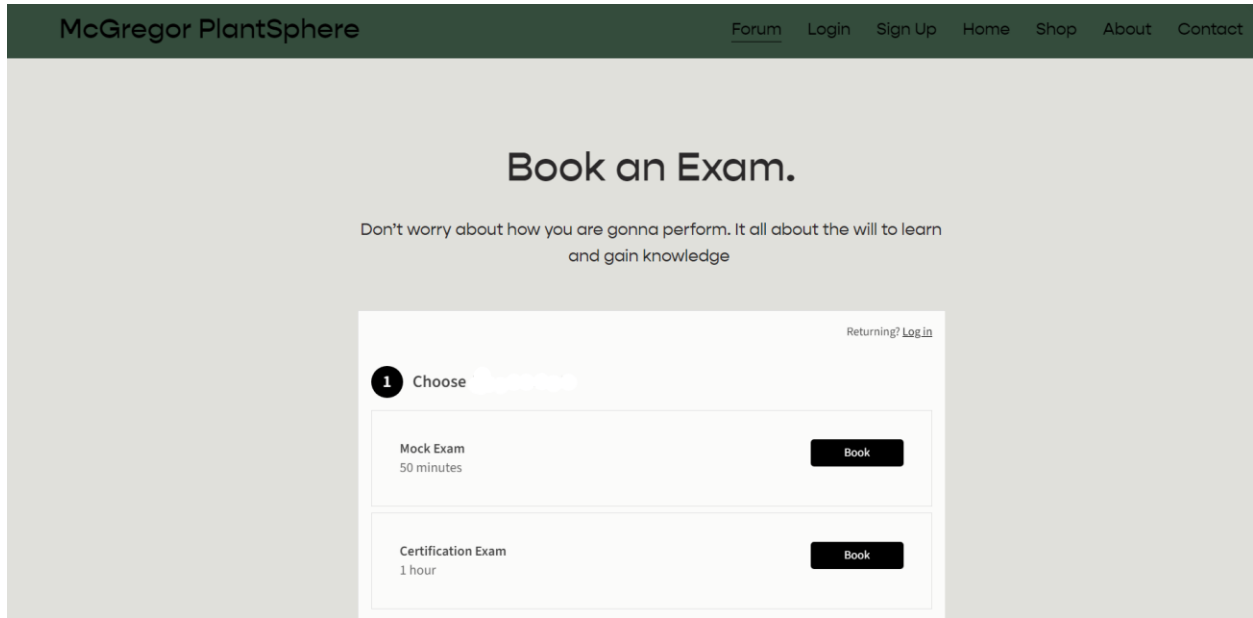 McGregor PlantSphere
Forum Login Sign Up Home Shop About Contact
Book an Exam.
Don't worry about how you are gonna perform. It all about the will to learn
and gain knowledge
Returning? Log in
1 Choose
Mock Exam
50 minutes
Book
Certification Exam
1 hour
Book